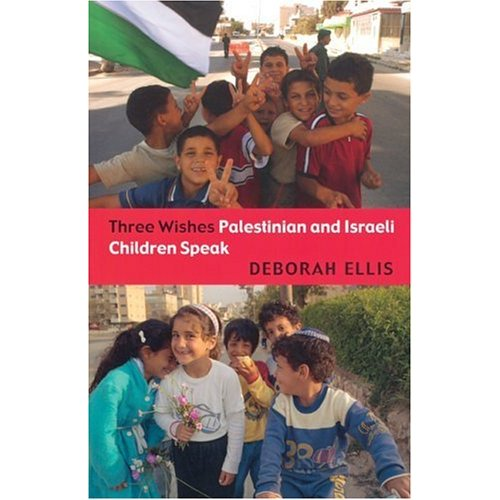 Three Wishes Palestinian and Israeli
Children Speak
DEBORAH ELLIS